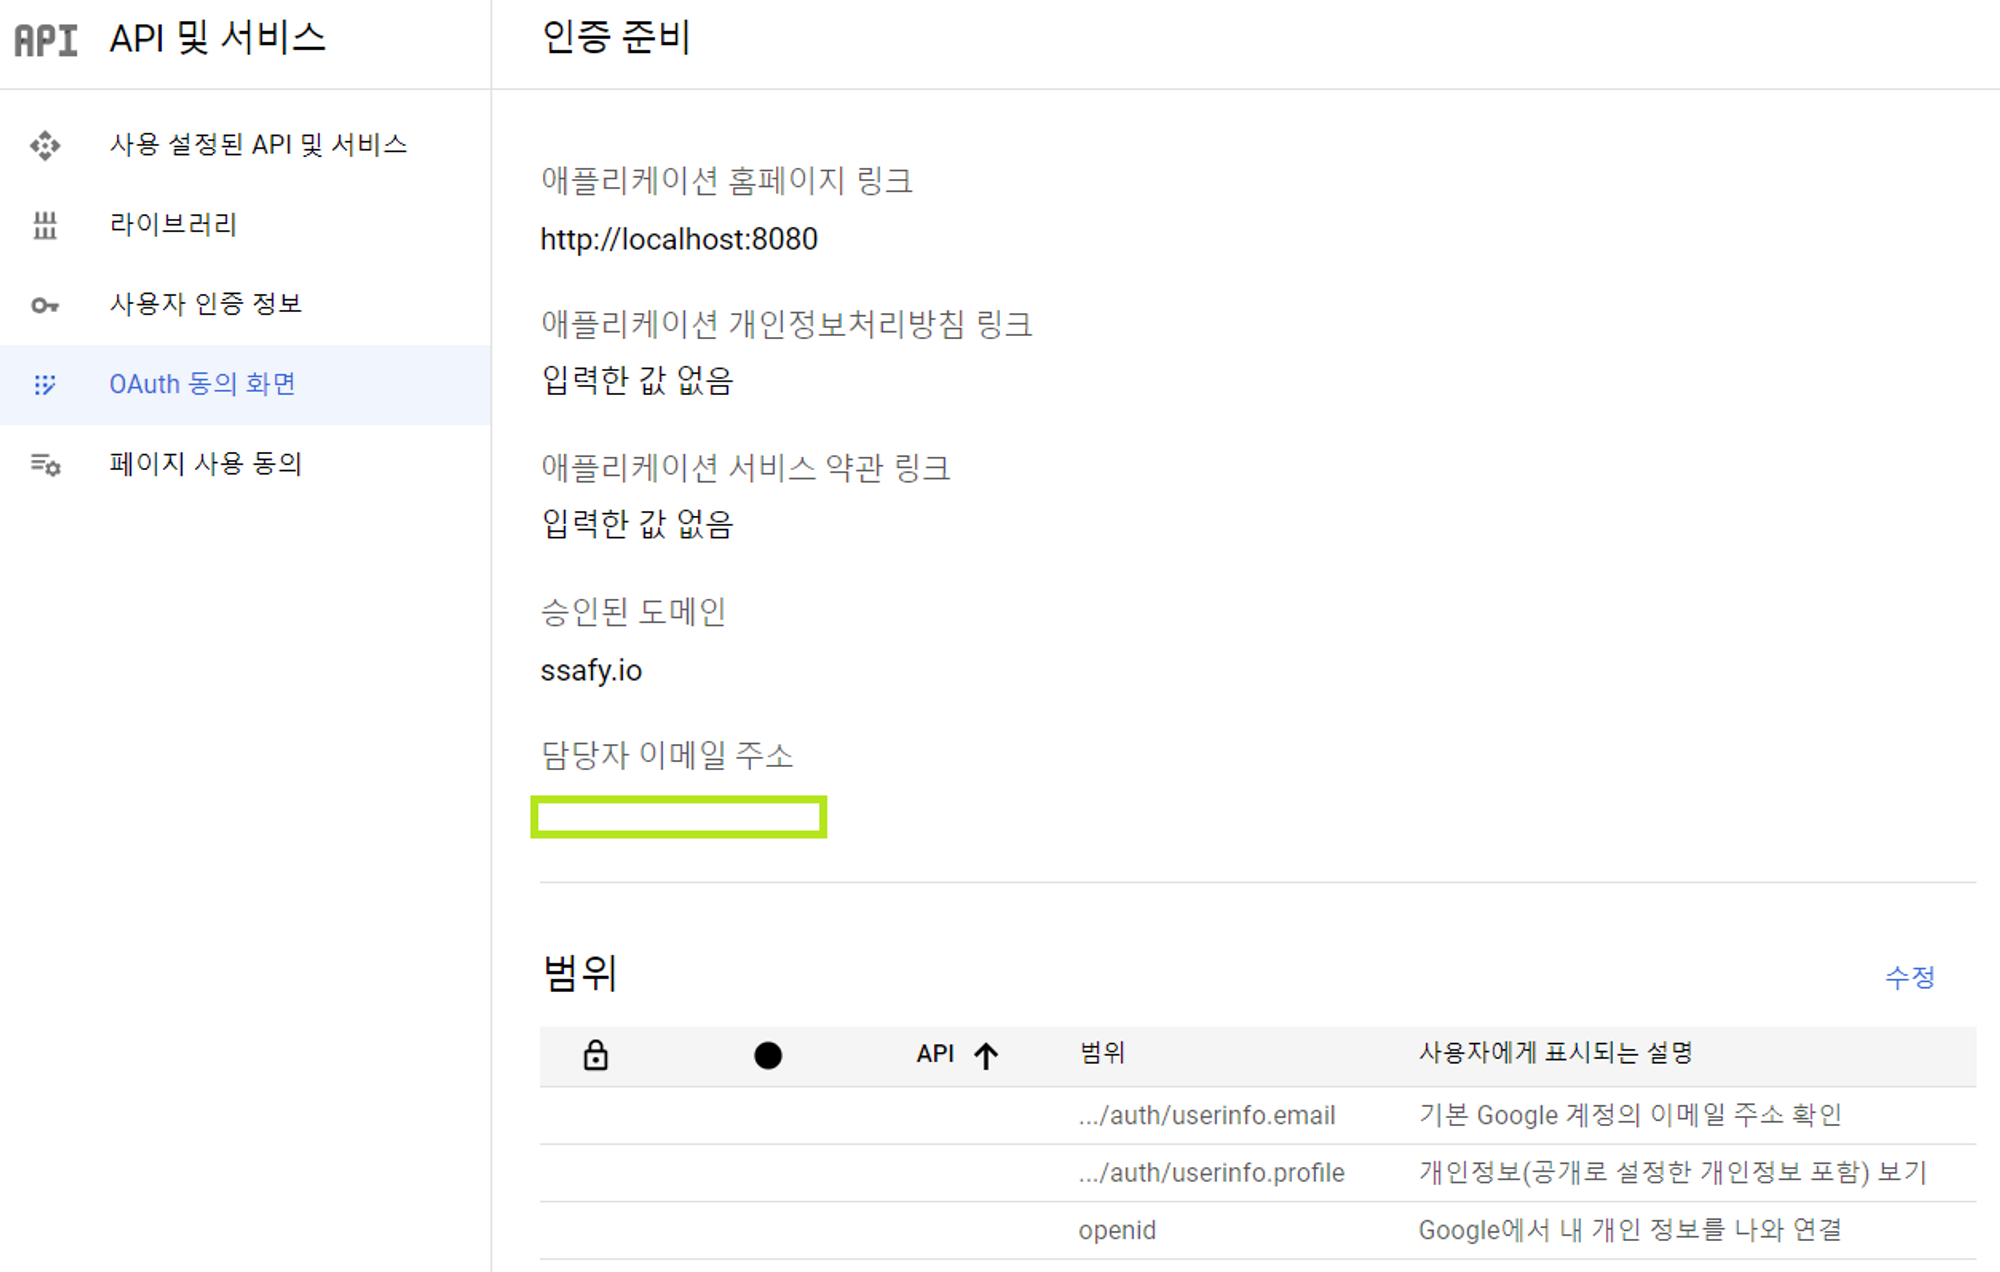 API API 및 서비스
인증 준비
사용 설정된 API 및 서비스
라이브러리
사용자 인증 정보
OAuth 동의 화면
페이지 사용 동의
애플리케이션 홈페이지 링크
http://localhost:8080
애플리케이션 개인정보처리방침 링크
입력한 값 없음
애플리케이션 서비스 약관 링크
입력한 값 없음
승인된 도메인
ssafy.io
담당자 이메일 주소
범위
수정
API 범위 사용자에게 표시되는 설명
.../auth/userinfo.email 기본 Google 계정의 이메일 주소 확인
.../auth/userinfo.profile 개인정보(공개로 설정한 개인정보 포함) 보기
openid Google에서 내 개인 정보를 나와 연결